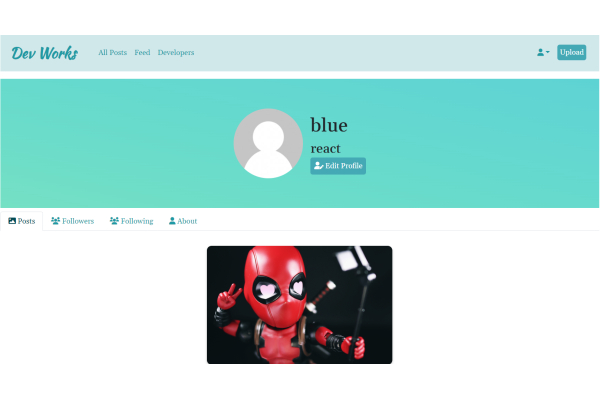 Dev Works
All Posts Feed Developers
Upload
blue
react
Edit Profile
Posts Followers Following About